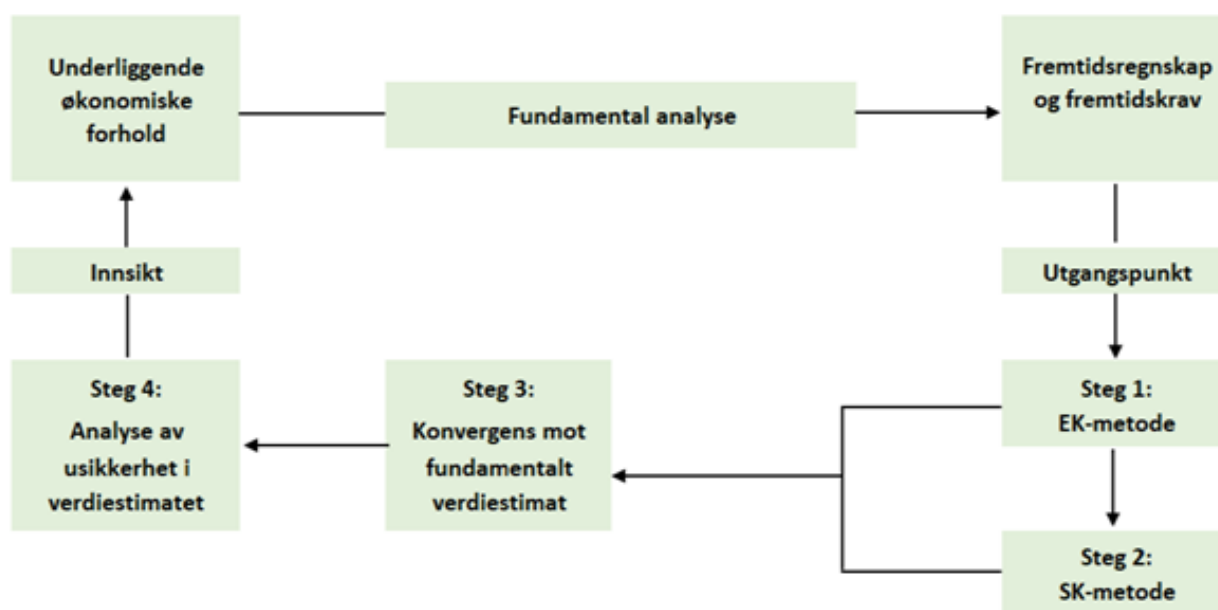 Underliggende
økonomiske
forhold
Fundamental analyse
Fremtidsregnskap
og fremtidskrav
Innsikt
Utgangspunkt
Steg 4:
Analyse av
usikkerhet i
verdiestimatet
Steg 3:
Konvergens mot
fundamentalt
verdiestimat
Steg 1:
EK-metode
Steg 2:
SK-metode